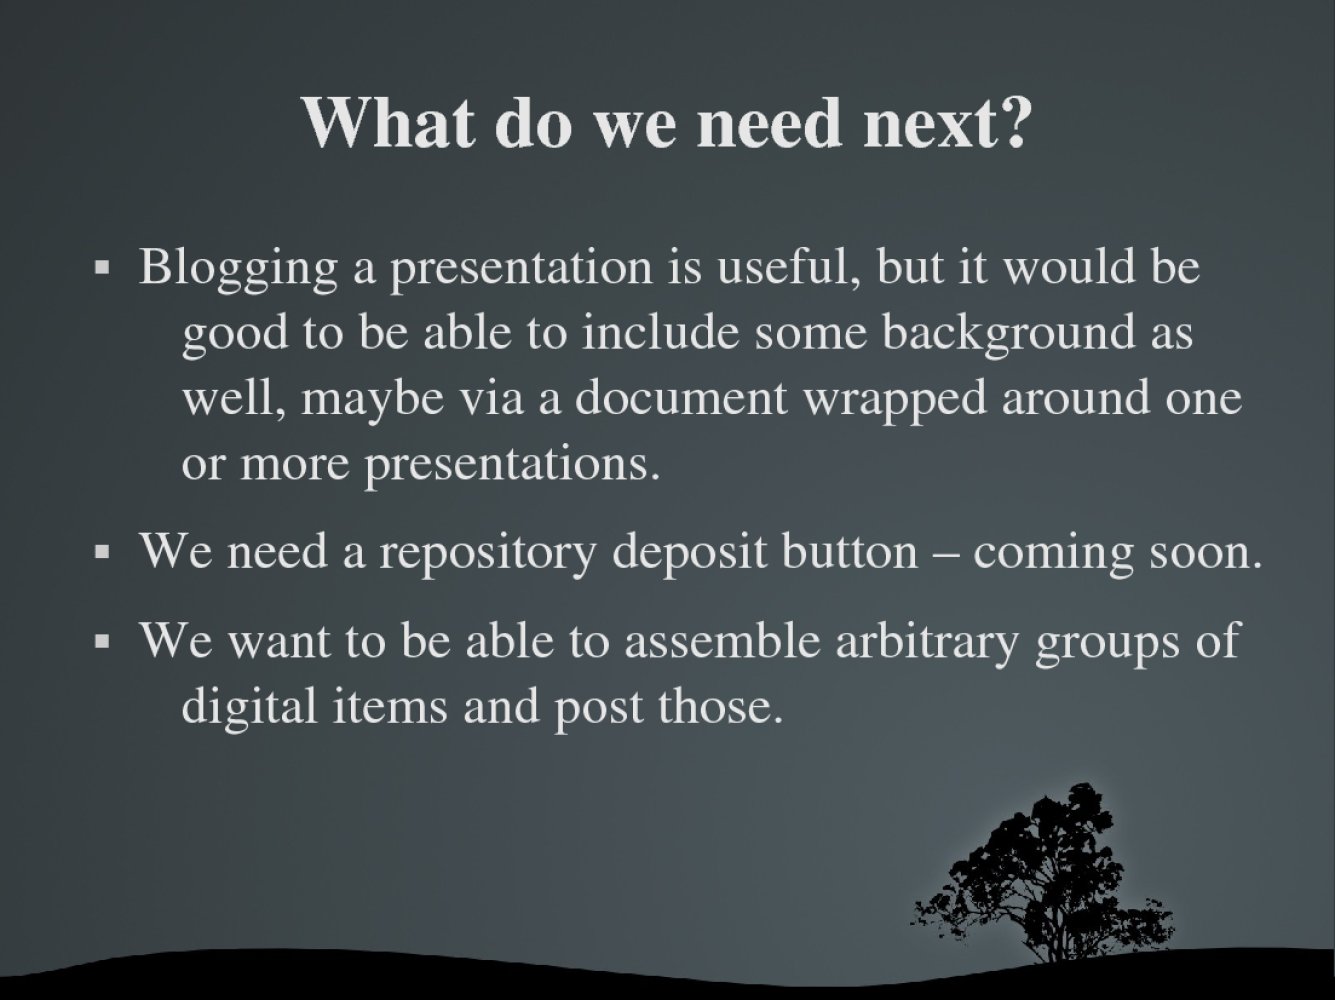 What do we need next?
▪ Blogging a presentation is useful, but it would be
good to be able to include some background as
well, maybe via a document wrapped around one
or more presentations.
▪ We need a repository deposit button – coming soon.
▪ We want to be able to assemble arbitrary groups of
digital items and post those.